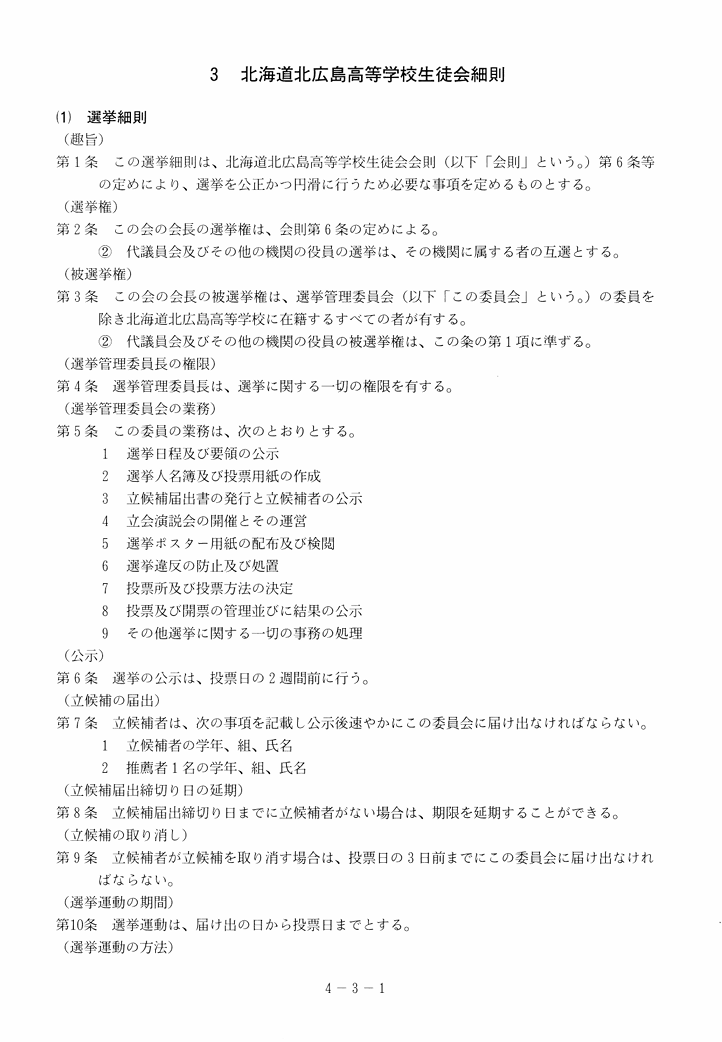 3　北海道北広島高等学校生徒会細則
⑴　選挙細則
（趣旨）
第１条　この選挙細則は、北海道北広島高等学校生徒会会則（以下「会則」という。）第６条等
の定めにより、選挙を公正かつ円滑に行うため必要な事項を定めるものとする。
（選挙権）
第２条　この会の会長の選挙権は、会則第６条の定めによる。
②　代議員会及びその他の機関の役員の選挙は、その機関に属する者の互選とする。
（被選挙権）
第３条　この会の会長の被選挙権は、選挙管理委員会（以下「この委員会」という。）の委員を
除き北海道北広島高等学校に在籍するすべての者が有する。
②　代議員会及びその他の機関の役員の被選挙権は、この条の第１項に準ずる。
（選挙管理委員長の権限）
第４条　選挙管理委員長は、選挙に関する一切の権限を有する。
（選挙管理委員会の業務）
第５条　この委員の業務は、次のとおりとする。
1　選挙日程及び要領の公示
2　選挙人名簿及び投票用紙の作成
3　立候補届出書の発行と立候補者の公示
4　立会演説会の開催とその運営
5　選挙ポスター用紙の配布及び検閲
6　選挙違反の防止及び処置
7　投票所及び投票方法の決定
8　投票及び開票の管理並びに結果の公示
9　その他選挙に関する一切の事務の処理
（公示）
第６条　選挙の公示は、投票日の２週間前に行う。
（立候補の届出）
第７条　立候補者は、次の事項を記載し公示後速やかにこの委員会に届け出なければならない。
1　立候補者の学年、組、氏名
2　推薦者１名の学年、組、氏名
（立候補届出締切り日の延期）
第８条　立候補届出締切り日までに立候補者がない場合は、期限を延期することができる。
（立候補の取り消し）
第９条　立候補者が立候補を取り消す場合は、投票日の３日前までにこの委員会に届け出なけれ
ばならない。
（選挙運動の期間）
第10条　選挙運動は、届け出の日から投票日までとする。
（選挙運動の方法）
4－3－1